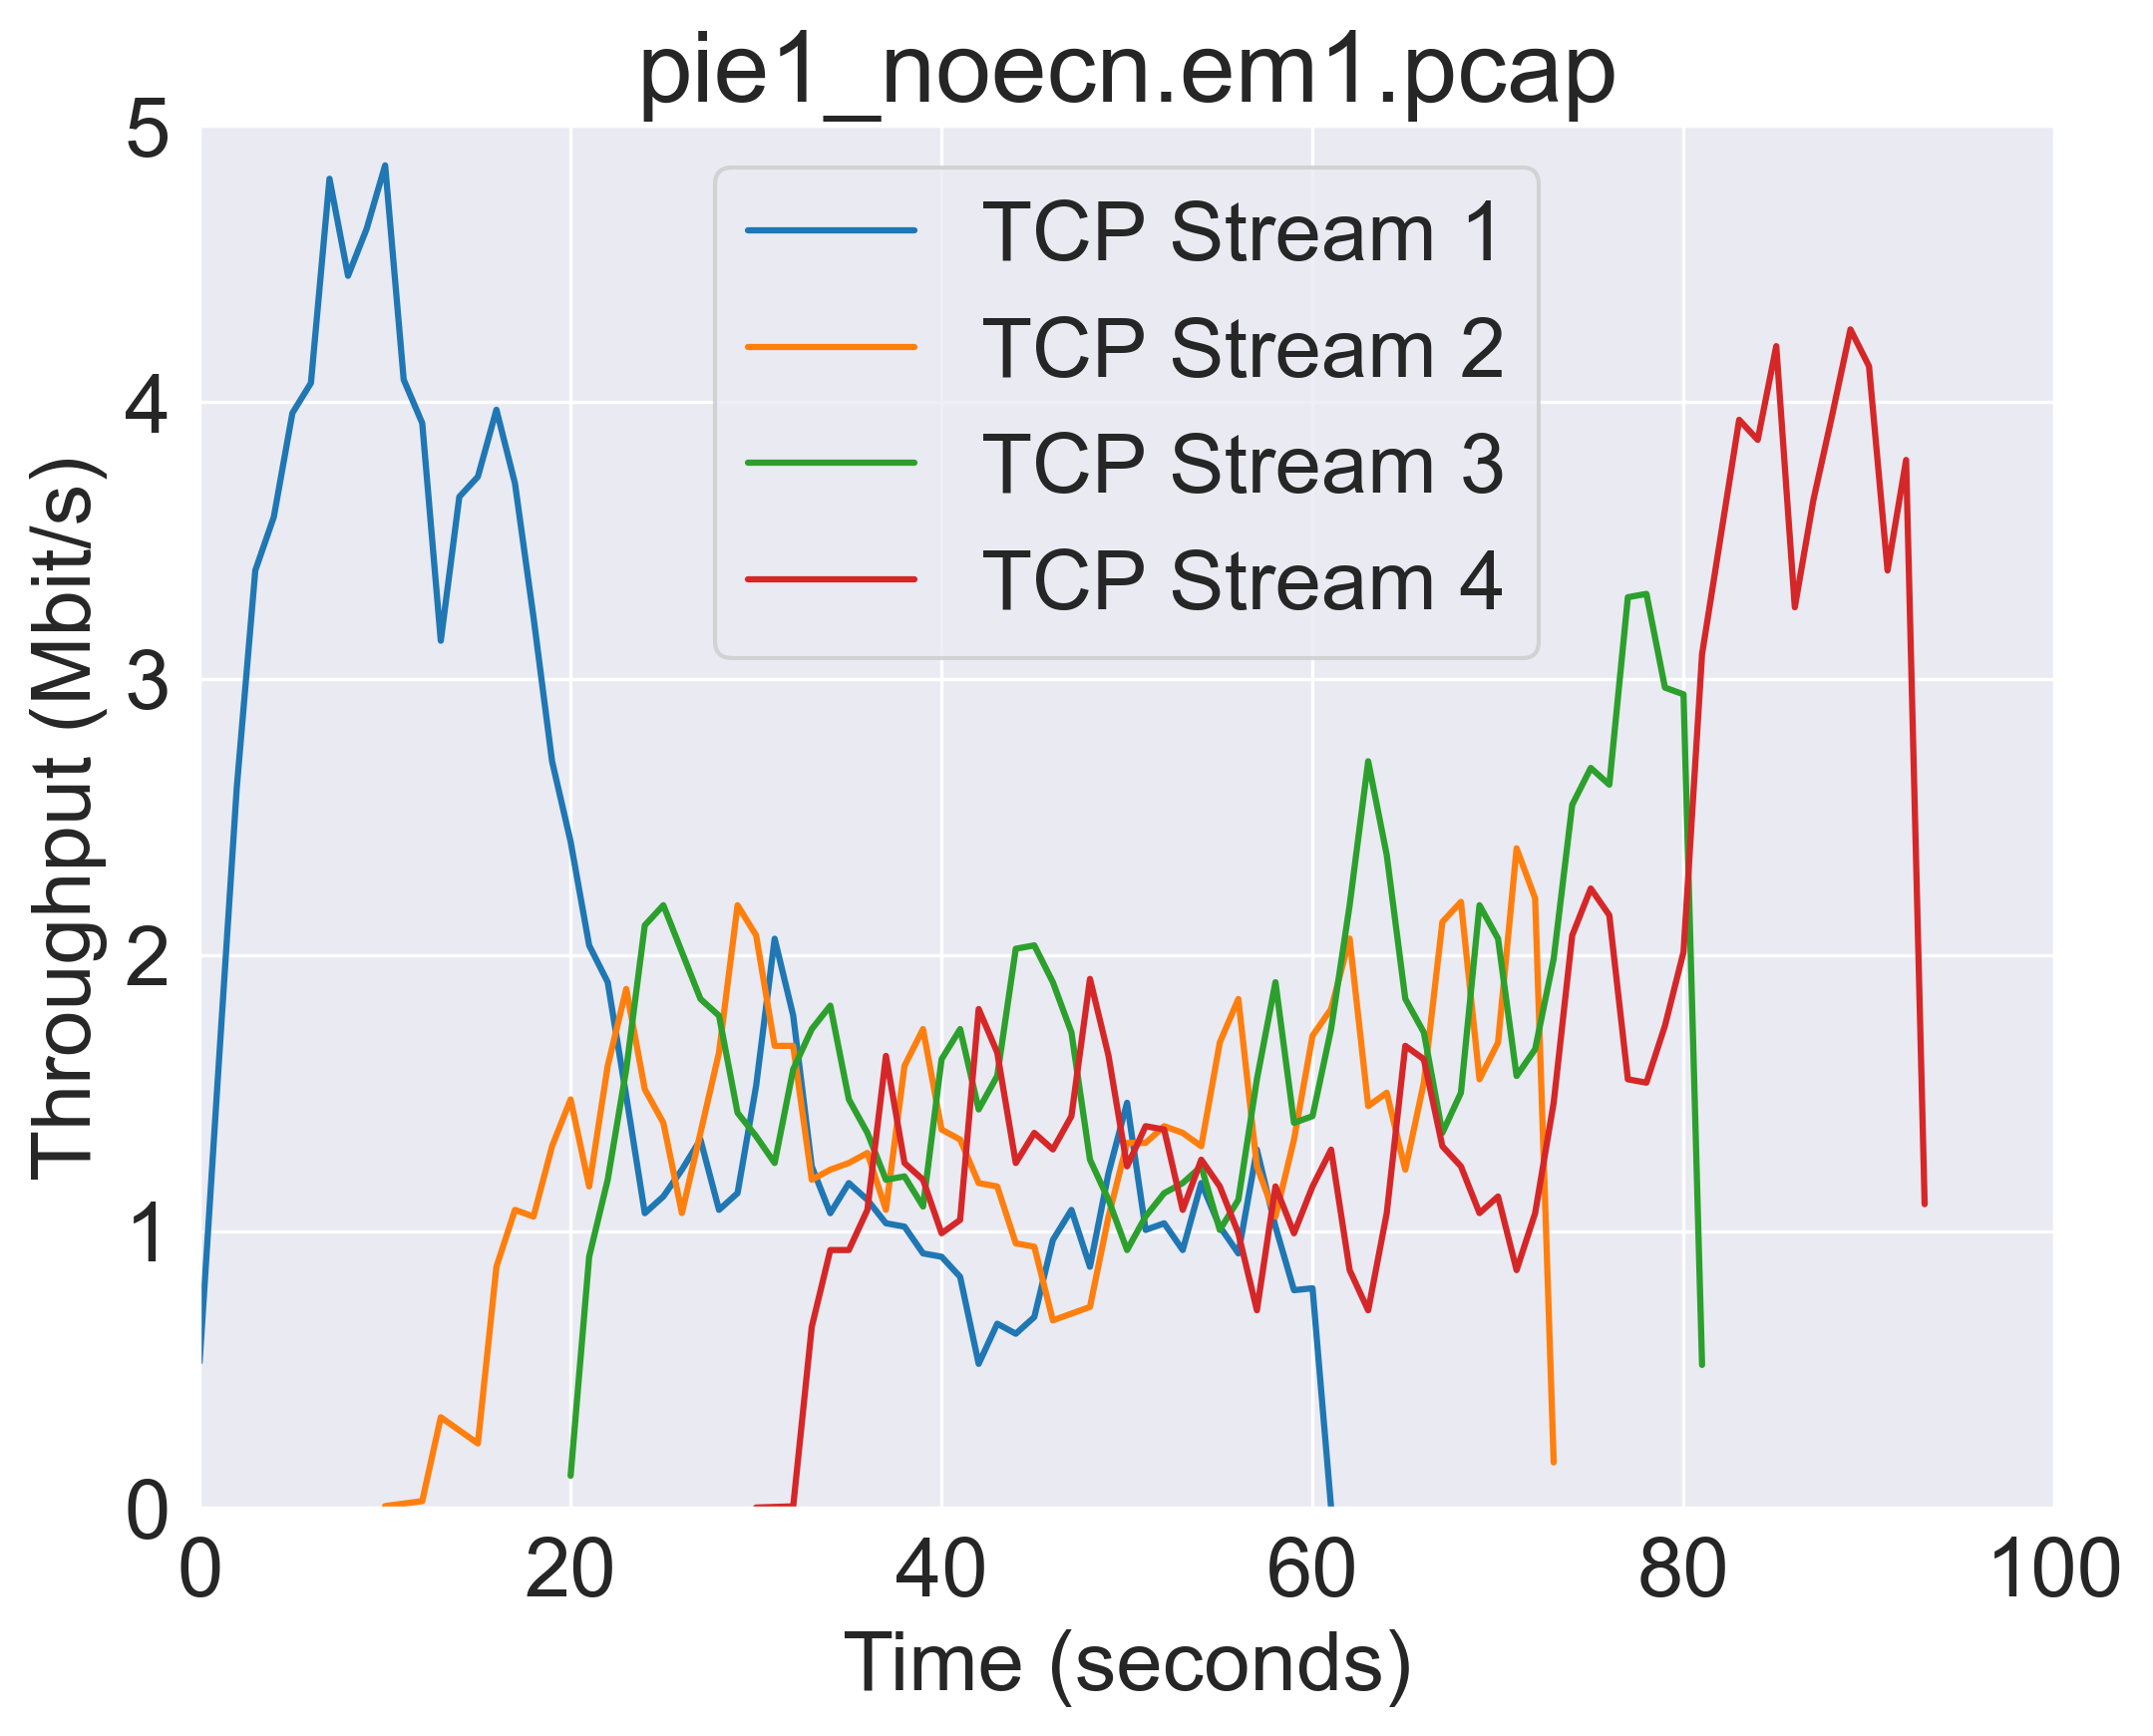 pie1_noecn.em1.pcap
5
4
3
2
1
0
Throughput (Mbit/s)
TCP Stream 1
TCP Stream 2
TCP Stream 3
TCP Stream 4
0 20 40 60 80 100
Time (seconds)